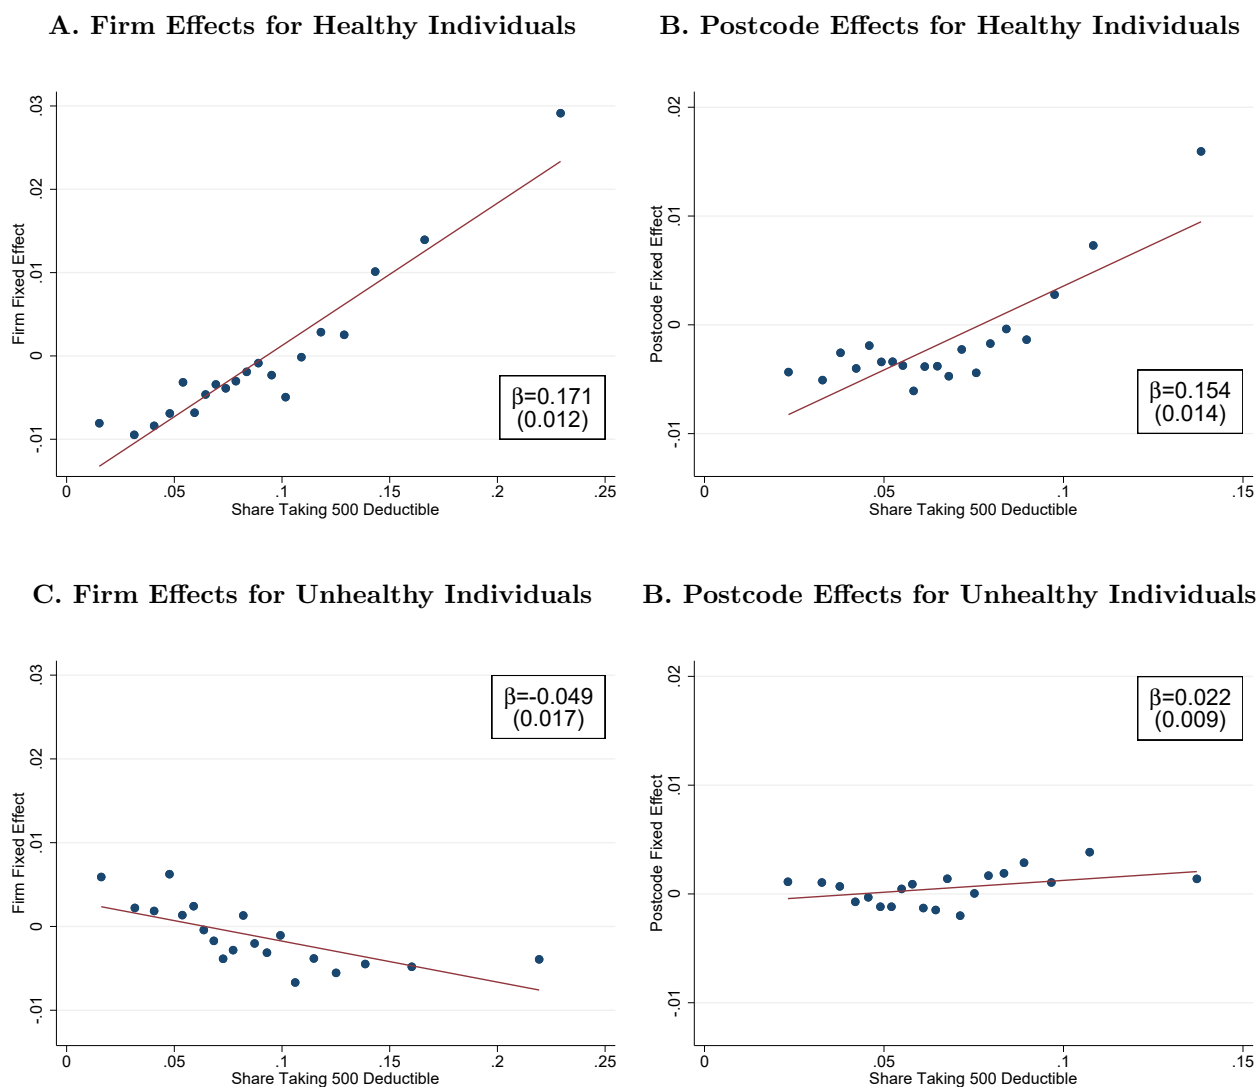 A. Firm Effects for Healthy Individuals
Firm Fixed Effect
.03
.02
.01
0
-.01
β=0.171
(0.012)
0 .05 .1 .15 .2 .25
Share Taking 500 Deductible
B. Postcode Effects for Healthy Individuals
Postcode Fixed Effect
.02
.01
0
-.01
β=0.154
(0.014)
0 .05 .1 .15
Share Taking 500 Deductible
C. Firm Effects for Unhealthy Individuals
Firm Fixed Effect
.03
.02
.01
0
-.01
β=-0.049
(0.017)
0 .05 .1 .15 .2 .25
Share Taking 500 Deductible
B. Postcode Effects for Unhealthy Individuals
Postcode Fixed Effect
.02
.01
0
-.01
β=0.022
(0.009)
0 .05 .1 .15
Share Taking 500 Deductible